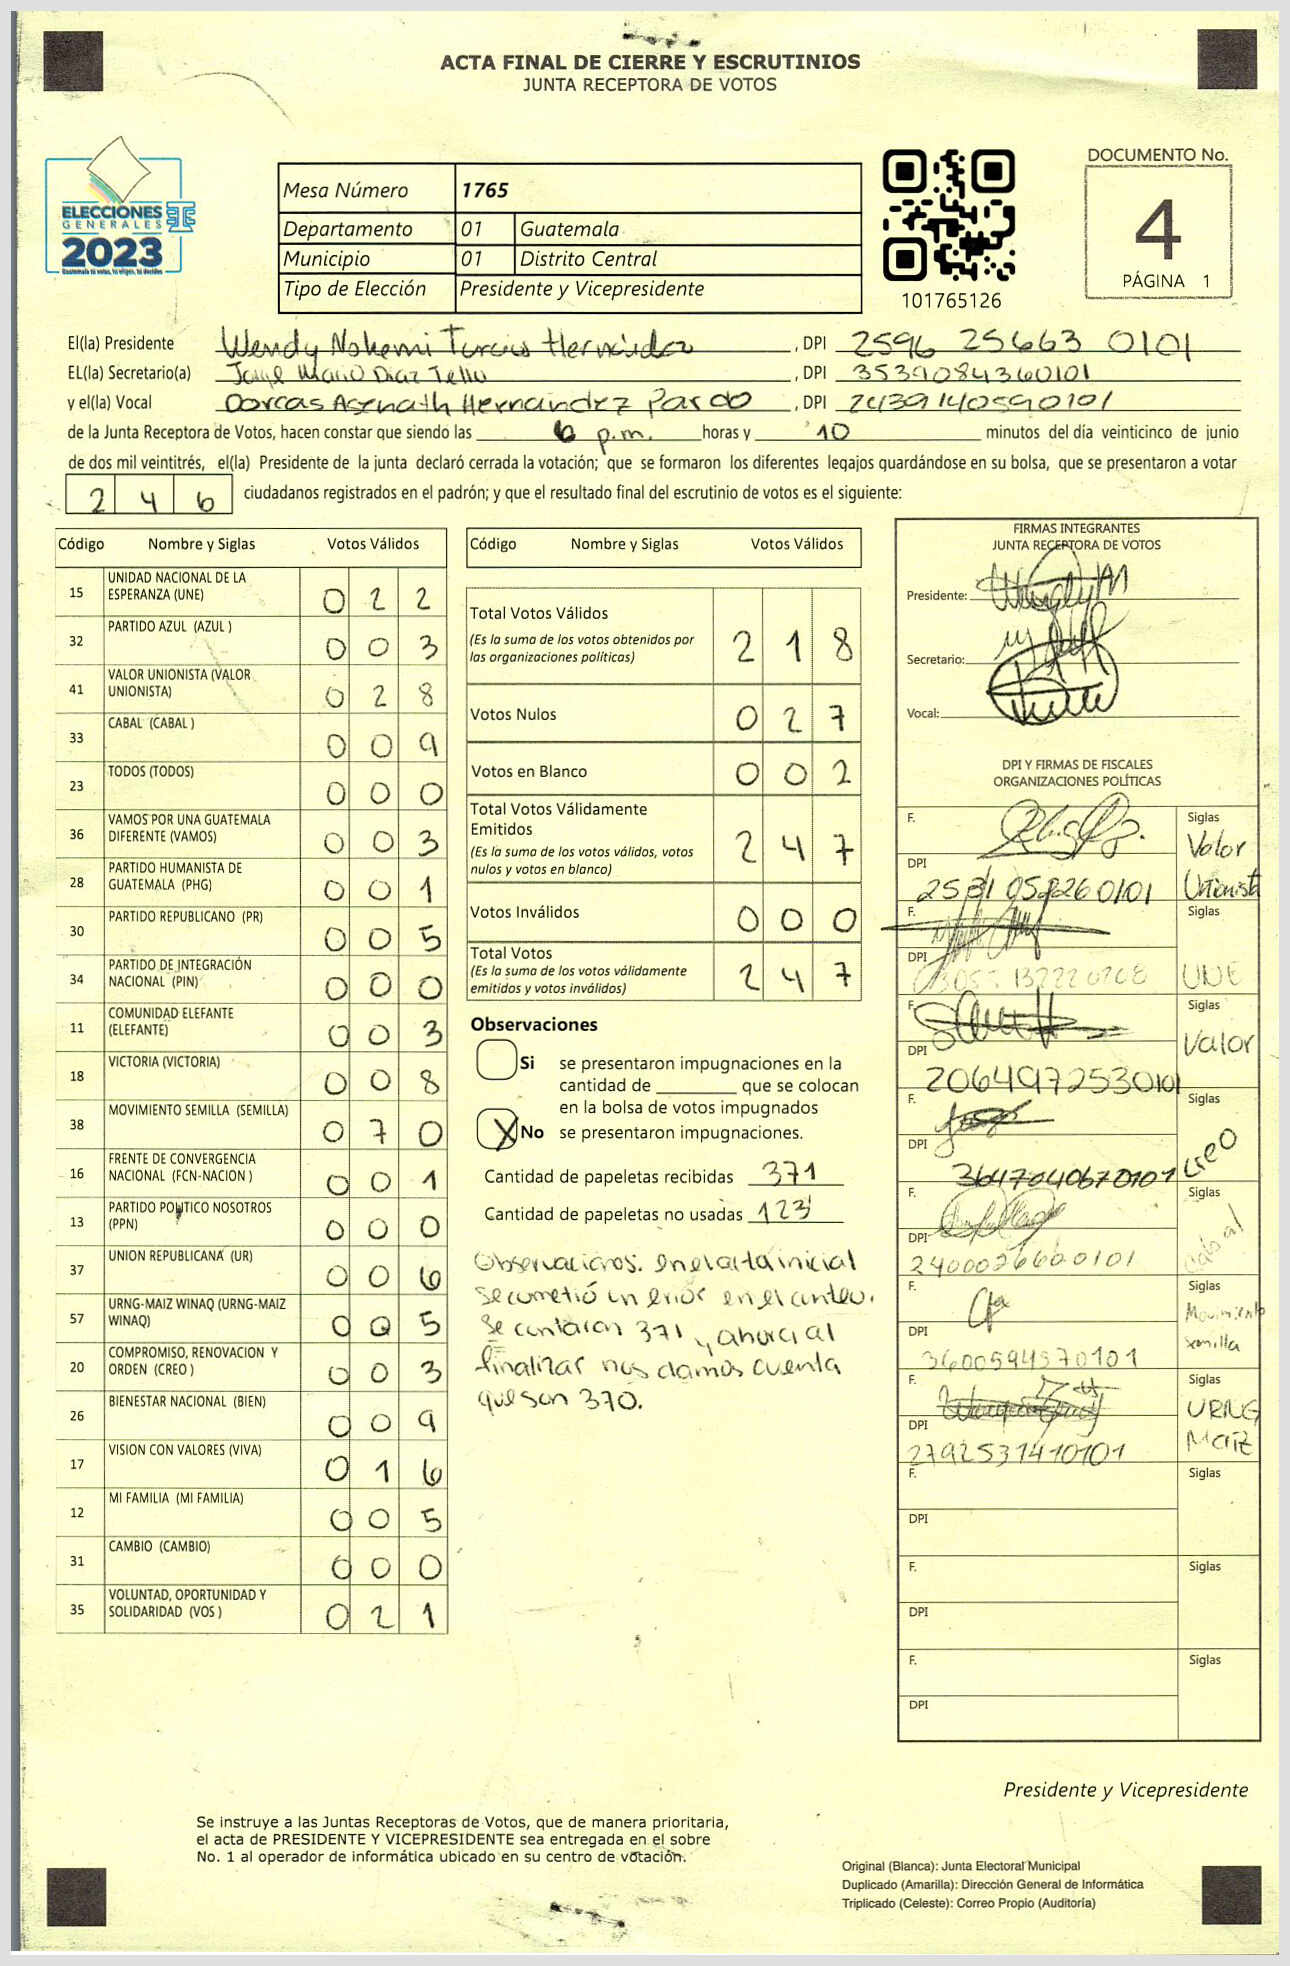 ACTA FINAL DE CIERRE Y ESCRUTINIOS
JUNTA RECEPTORA DE VOTOS
ELECCIONES
GENERALES
2023
Guatemala tú votas, tú eliges, tú decides
Mesa Número 1765
Departamento 01 Guatemala
Municipio 01 Distrito Central
Tipo de Elección Presidente y Vicepresidente
101765126
DOCUMENTO No.
4
PÁGINA 1
El(la) Presidente Wendy Nohemi Turcios Hernández , DPI 2596 25663 0101
EL(la) Secretario(a) Jorge Mario Diaz Tello , DPI 3539084360101
y el(la) Vocal Dorcas Asenath Hernandez Pardo , DPI 2439140590101
de la Junta Receptora de Votos, hacen constar que siendo las 6 p.m. horas y 10 minutos del día veinticinco de junio
de dos mil veintitrés, el(la) Presidente de la junta declaró cerrada la votación; que se formaron los diferentes legajos quardándose en su bolsa, que se presentaron a votar
2 4 6 ciudadanos registrados en el padrón; y que el resultado final del escrutinio de votos es el siguiente:
Código Nombre y Siglas Votos Válidos
15 UNIDAD NACIONAL DE LA ESPERANZA (UNE) 0 2 2
32 PARTIDO AZUL (AZUL ) 0 0 3
41 VALOR UNIONISTA (VALOR UNIONISTA) 0 2 8
33 CABAL (CABAL ) 0 0 9
23 TODOS (TODOS) 0 0 0
36 VAMOS POR UNA GUATEMALA DIFERENTE (VAMOS) 0 0 3
28 PARTIDO HUMANISTA DE GUATEMALA (PHG) 0 0 1
30 PARTIDO REPUBLICANO (PR) 0 0 5
34 PARTIDO DE INTEGRACIÓN NACIONAL (PIN) 0 0 0
11 COMUNIDAD ELEFANTE (ELEFANTE) 0 0 3
18 VICTORIA (VICTORIA) 0 0 8
38 MOVIMIENTO SEMILLA (SEMILLA) 0 7 0
16 FRENTE DE CONVERGENCIA NACIONAL (FCN-NACION ) 0 0 1
13 PARTIDO POLITICO NOSOTROS (PPN) 0 0 0
37 UNION REPUBLICANA (UR) 0 0 6
57 URNG-MAIZ WINAQ (URNG-MAIZ WINAQ) 0 0 5
20 COMPROMISO, RENOVACION Y ORDEN (CREO ) 0 0 3
26 BIENESTAR NACIONAL (BIEN) 0 0 9
17 VISION CON VALORES (VIVA) 0 1 6
12 MI FAMILIA (MI FAMILIA) 0 0 5
31 CAMBIO (CAMBIO) 0 0 0
35 VOLUNTAD, OPORTUNIDAD Y SOLIDARIDAD (VOS ) 0 2 1
Código Nombre y Siglas Votos Válidos
Total Votos Válidos 2 1 8
(Es la suma de los votos obtenidos por
las organizaciones politicas)
Votos Nulos 0 2 7
Votos en Blanco 0 0 2
Total Votos Válidamente
Emitidos 2 4 7
(Es la suma de los votos válidos, votos
nulos y votos en blanco)
Votos Inválidos 0 0 0
Total Votos 2 4 7
(Es la suma de los votos válidamente
emitidos y votos inválidos)
Observaciones
Si se presentaron impugnaciones en la
cantidad de ________ que se colocan
en la bolsa de votos impugnados
X No se presentaron impugnaciones.
Cantidad de papeletas recibidas 371
Cantidad de papeletas no usadas 123
Observaciones: en el acta inicial
se cometió un error en el conteo.
Se contaron 371 y ahora al
finalizar nos damos cuenta
que son 370.
FIRMAS INTEGRANTES
JUNTA RECEPTORA DE VOTOS
Presidente:
Secretario:
Vocal:
DPI Y FIRMAS DE FISCALES
ORGANIZACIONES POLÍTICAS
F. Siglas
Valor
Unionista
DPI 2531 05226 0101
F. Siglas
UNE
DPI
F. Siglas
Valor
DPI 2064972530101
F. Siglas
Creo
DPI 3647040670101
F. Siglas
Cabal
DPI 2400026600101
F. Siglas
Movimiento
semilla
DPI 3600594570101
F. Siglas
URNG
Maiz
DPI 2792531410101
F. Siglas
DPI
F. Siglas
DPI
F. Siglas
DPI
Presidente y Vicepresidente
Se instruye a las Juntas Receptoras de Votos, que de manera prioritaria,
el acta de PRESIDENTE Y VICEPRESIDENTE sea entregada en el sobre
No. 1 al operador de informática ubicado en su centro de votación.
Original (Blanca): Junta Electoral Municipal
Duplicado (Amarilla): Dirección General de Informática
Triplicado (Celeste): Correo Propio (Auditoría)